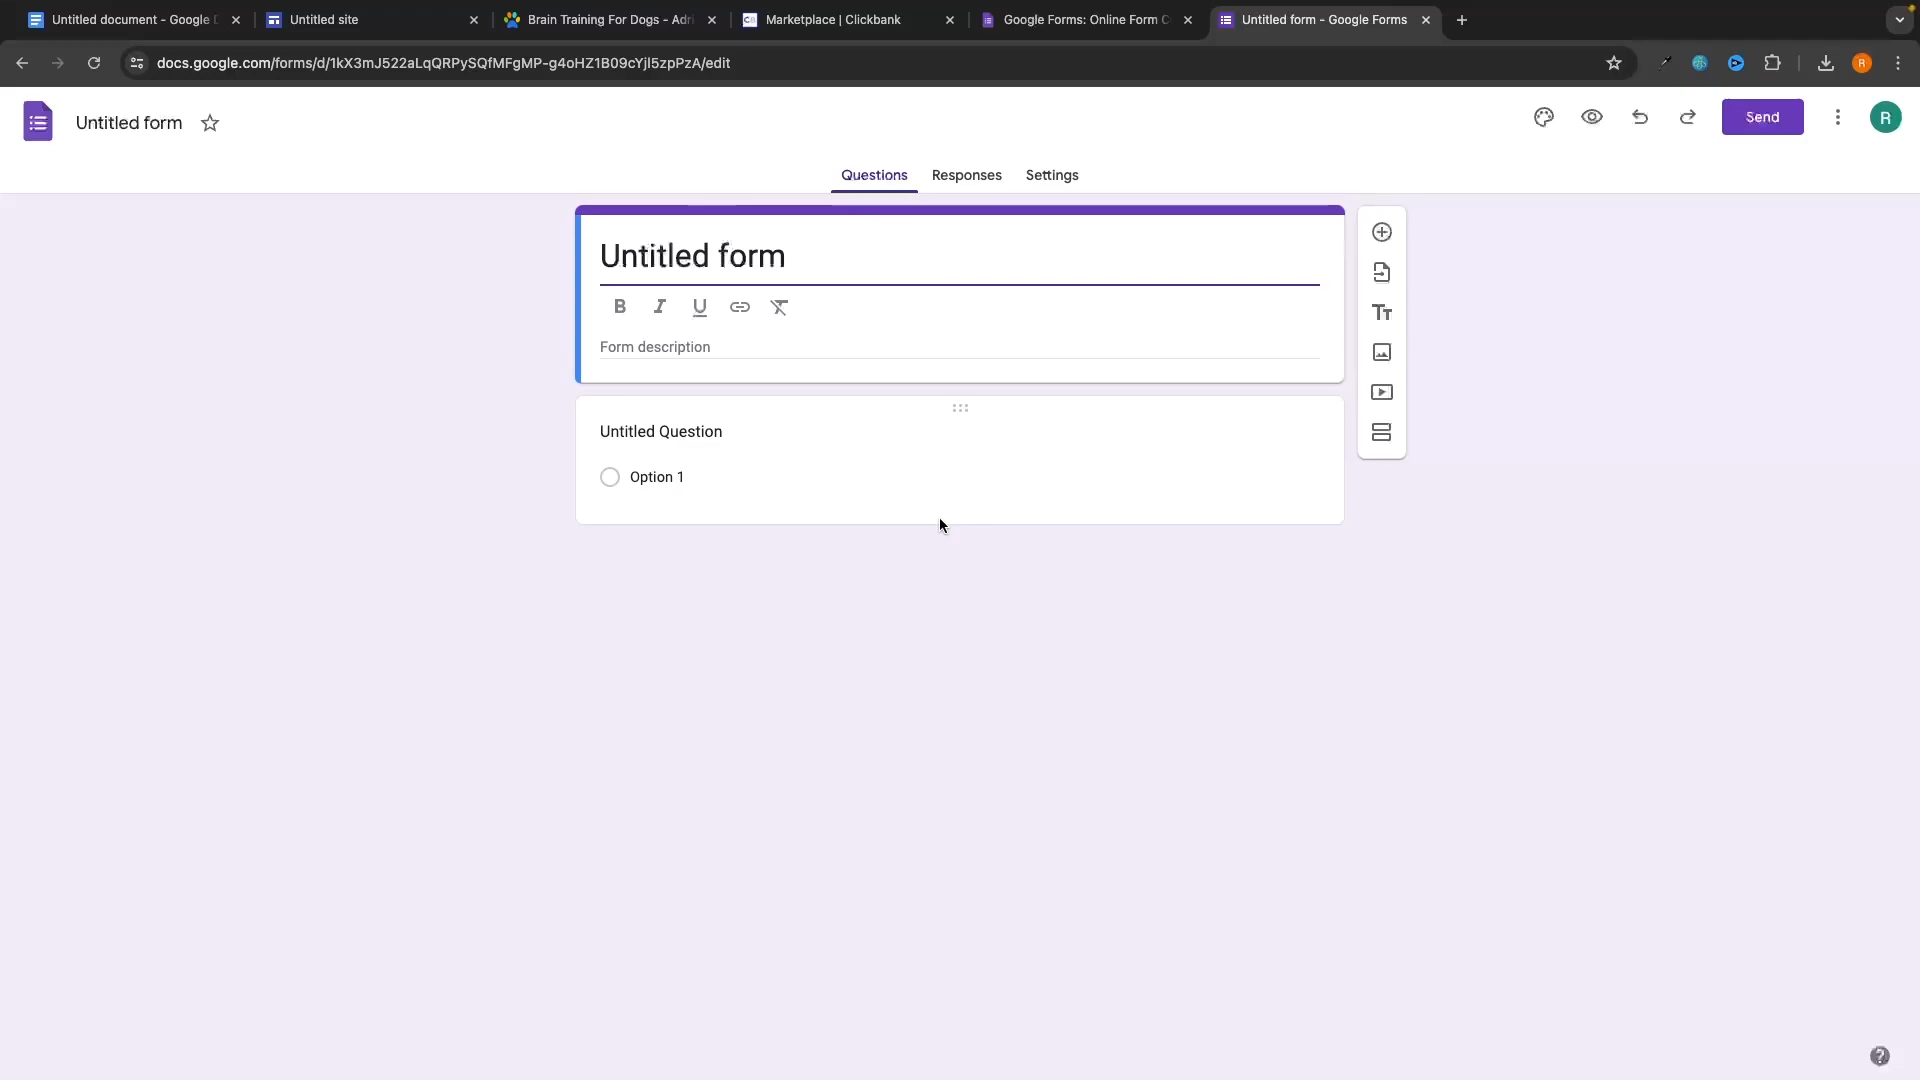 Untitled document - Google D
Untitled site
Brain Training For Dogs - Adri
Marketplace | Clickbank
Google Forms: Online Form C
Untitled form - Google Forms
docs.google.com/forms/d/1kX3mJ522aLqQRPySQfMFgMP-g4oHZ1B09cYjl5zpPzA/edit
R
Untitled form
Send
R
Questions
Responses
Settings
Untitled form
B I U
Form description
Tt
Untitled Question
Option 1